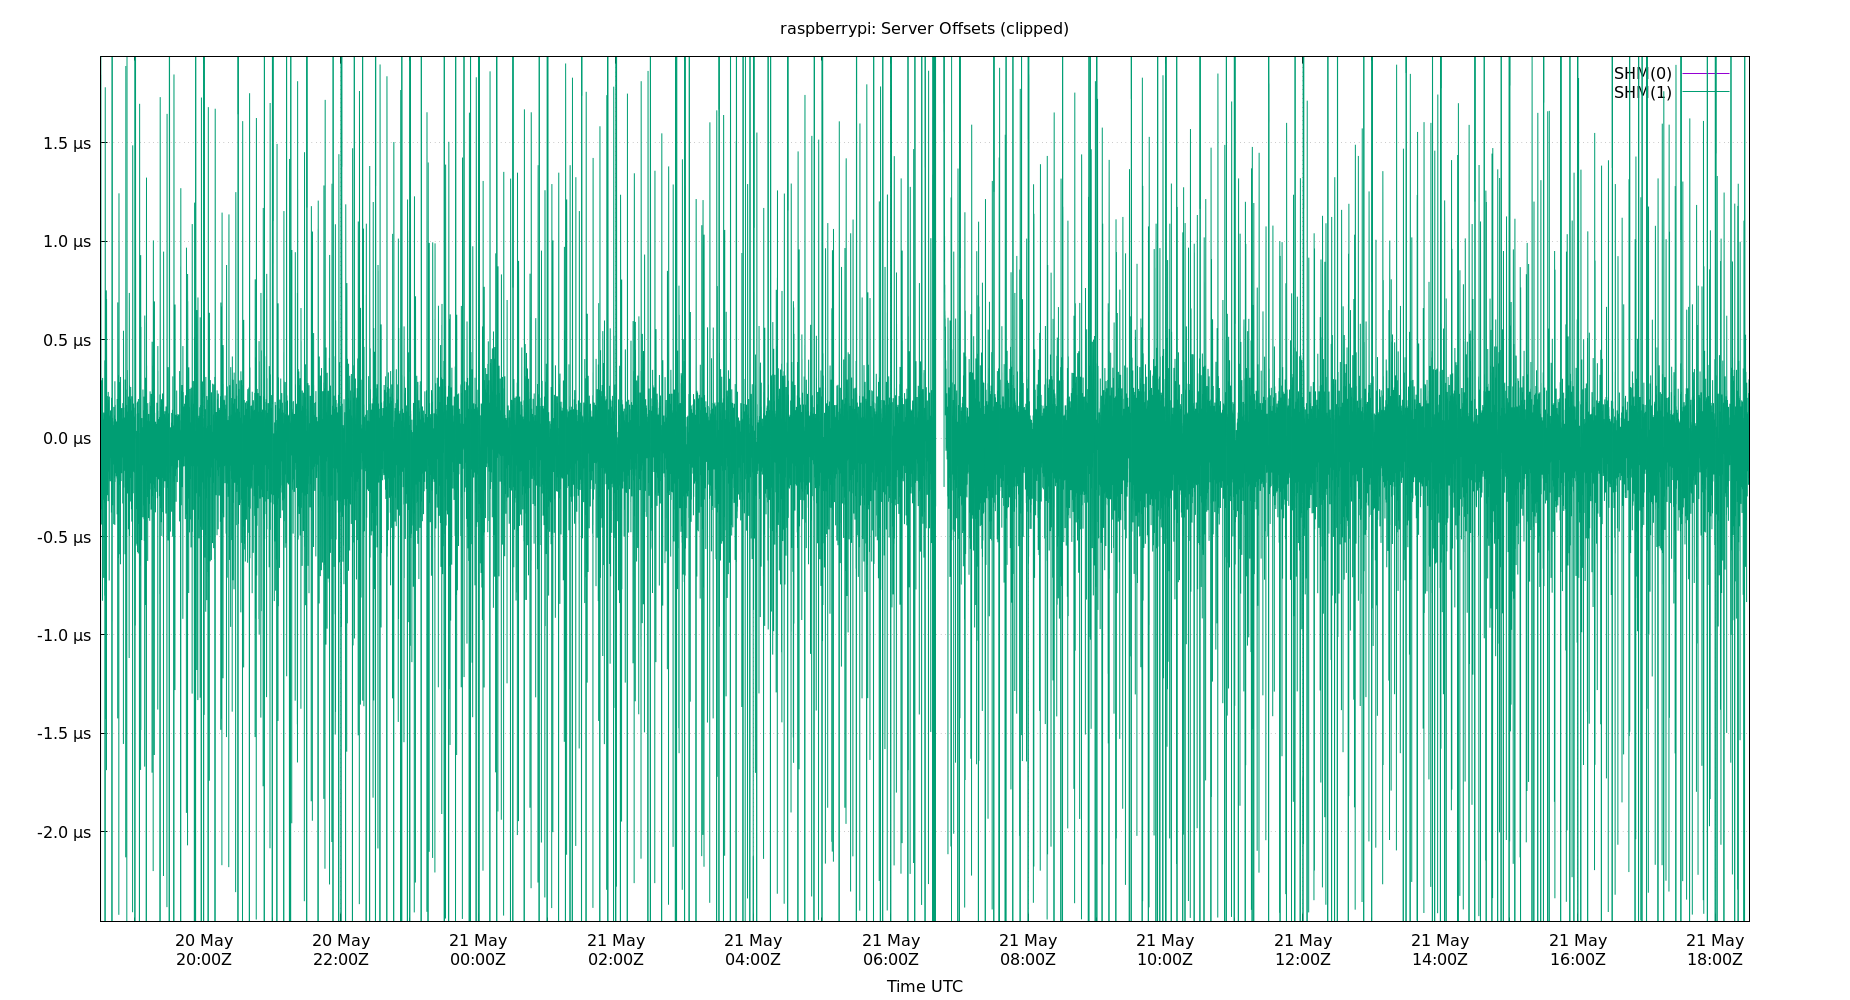 raspberrypi: Server Offsets (clipped)
SHM(0)
SHM(1)
1.5 µs
1.0 µs
0.5 µs
0.0 µs
-0.5 µs
-1.0 µs
-1.5 µs
-2.0 µs
20 May 20 May 21 May 21 May 21 May 21 May 21 May 21 May 21 May 21 May 21 May 21 May
20:00Z 22:00Z 00:00Z 02:00Z 04:00Z 06:00Z 08:00Z 10:00Z 12:00Z 14:00Z 16:00Z 18:00Z
Time UTC